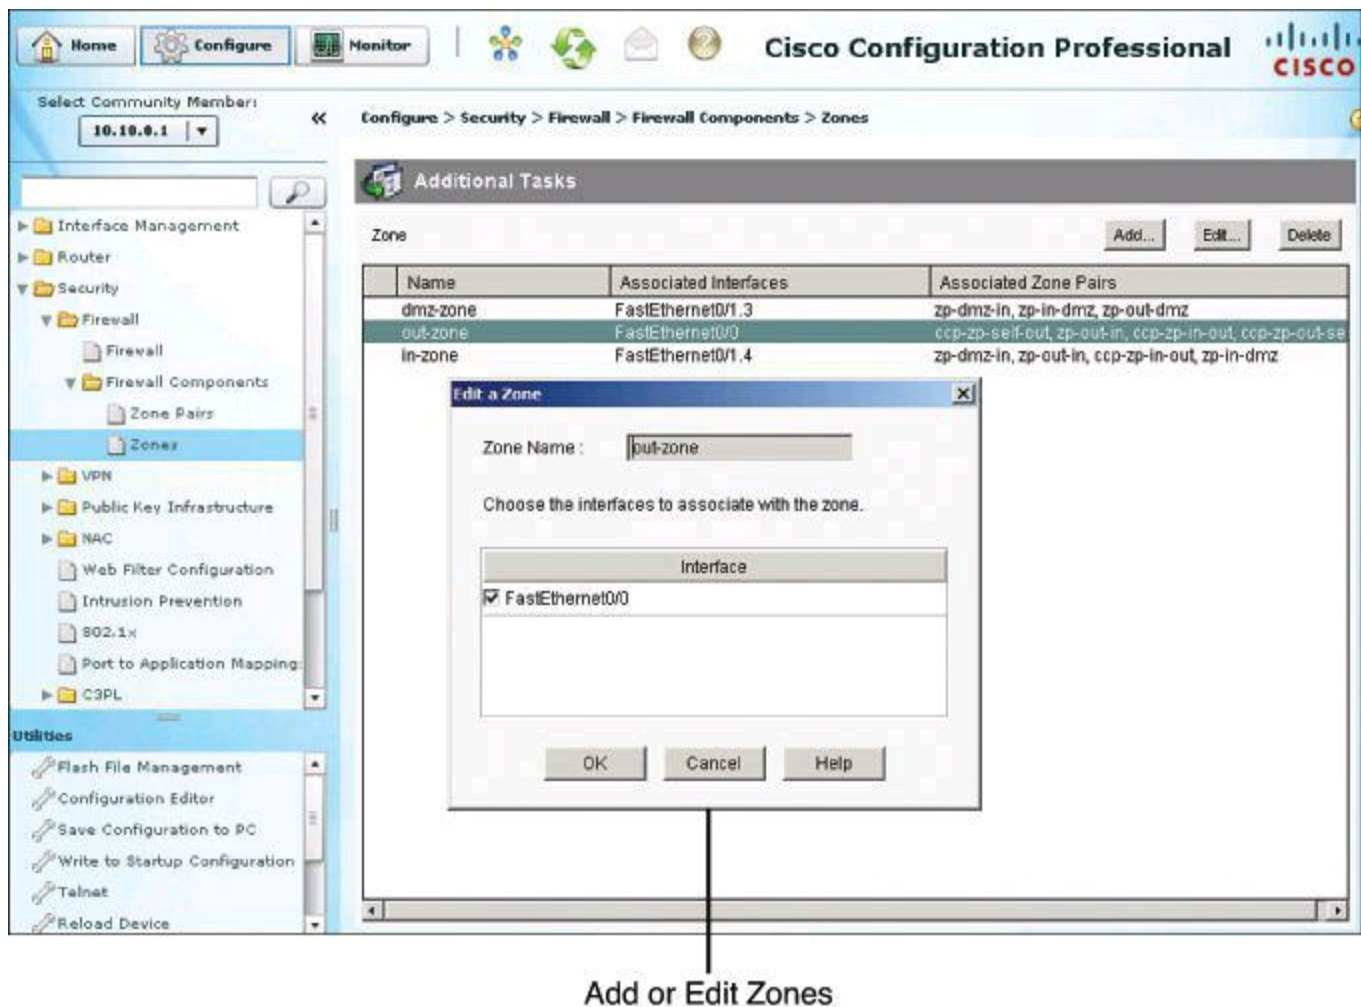 Home
Configure
Monitor
Cisco Configuration Professional
CISCO
Select Community Member:
10.10.0.1
«
Configure > Security > Firewall > Firewall Components > Zones
Interface Management
Router
Security
Firewall
Firewall
Firewall Components
Zone Pairs
Zones
VPN
Public Key Infrastructure
NAC
Web Filter Configuration
Intrusion Prevention
802.1x
Port to Application Mapping
C3PL
Utilities
Flash File Management
Configuration Editor
Save Configuration to PC
Write to Startup Configuration
Telnet
Reload Device
Additional Tasks
Zone
Add...
Edit...
Delete
Name Associated Interfaces Associated Zone Pairs
dmz-zone FastEthernet0/1.3 zp-dmz-in, zp-in-dmz, zp-out-dmz
out-zone FastEthernet0/0 ccp-zp-self-out, zp-out-in, ccp-zp-in-out, ccp-zp-out-se
in-zone FastEthernet0/1.4 zp-dmz-in, zp-out-in, ccp-zp-in-out, zp-in-dmz
Edit a Zone
Zone Name : out-zone
Choose the interfaces to associate with the zone.
Interface
FastEthernet0/0
OK
Cancel
Help
Add or Edit Zones